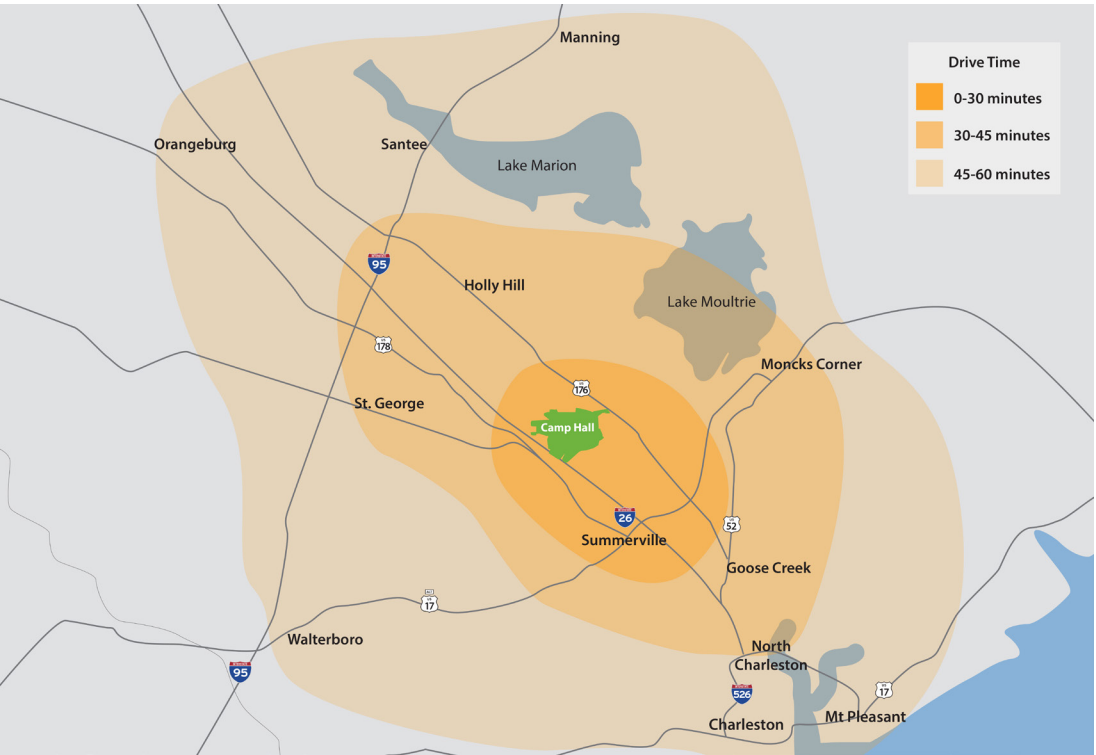 Manning
Drive Time
0-30 minutes
30-45 minutes
45-60 minutes
Orangeburg
Santee
Lake Marion
95
Holly Hill
Lake Moultrie
178
Moncks Corner
176
St. George
Camp Hall
26
52
Summerville
Goose Creek
17
Walterboro
North
Charleston
95
526
17
Mt Pleasant
Charleston